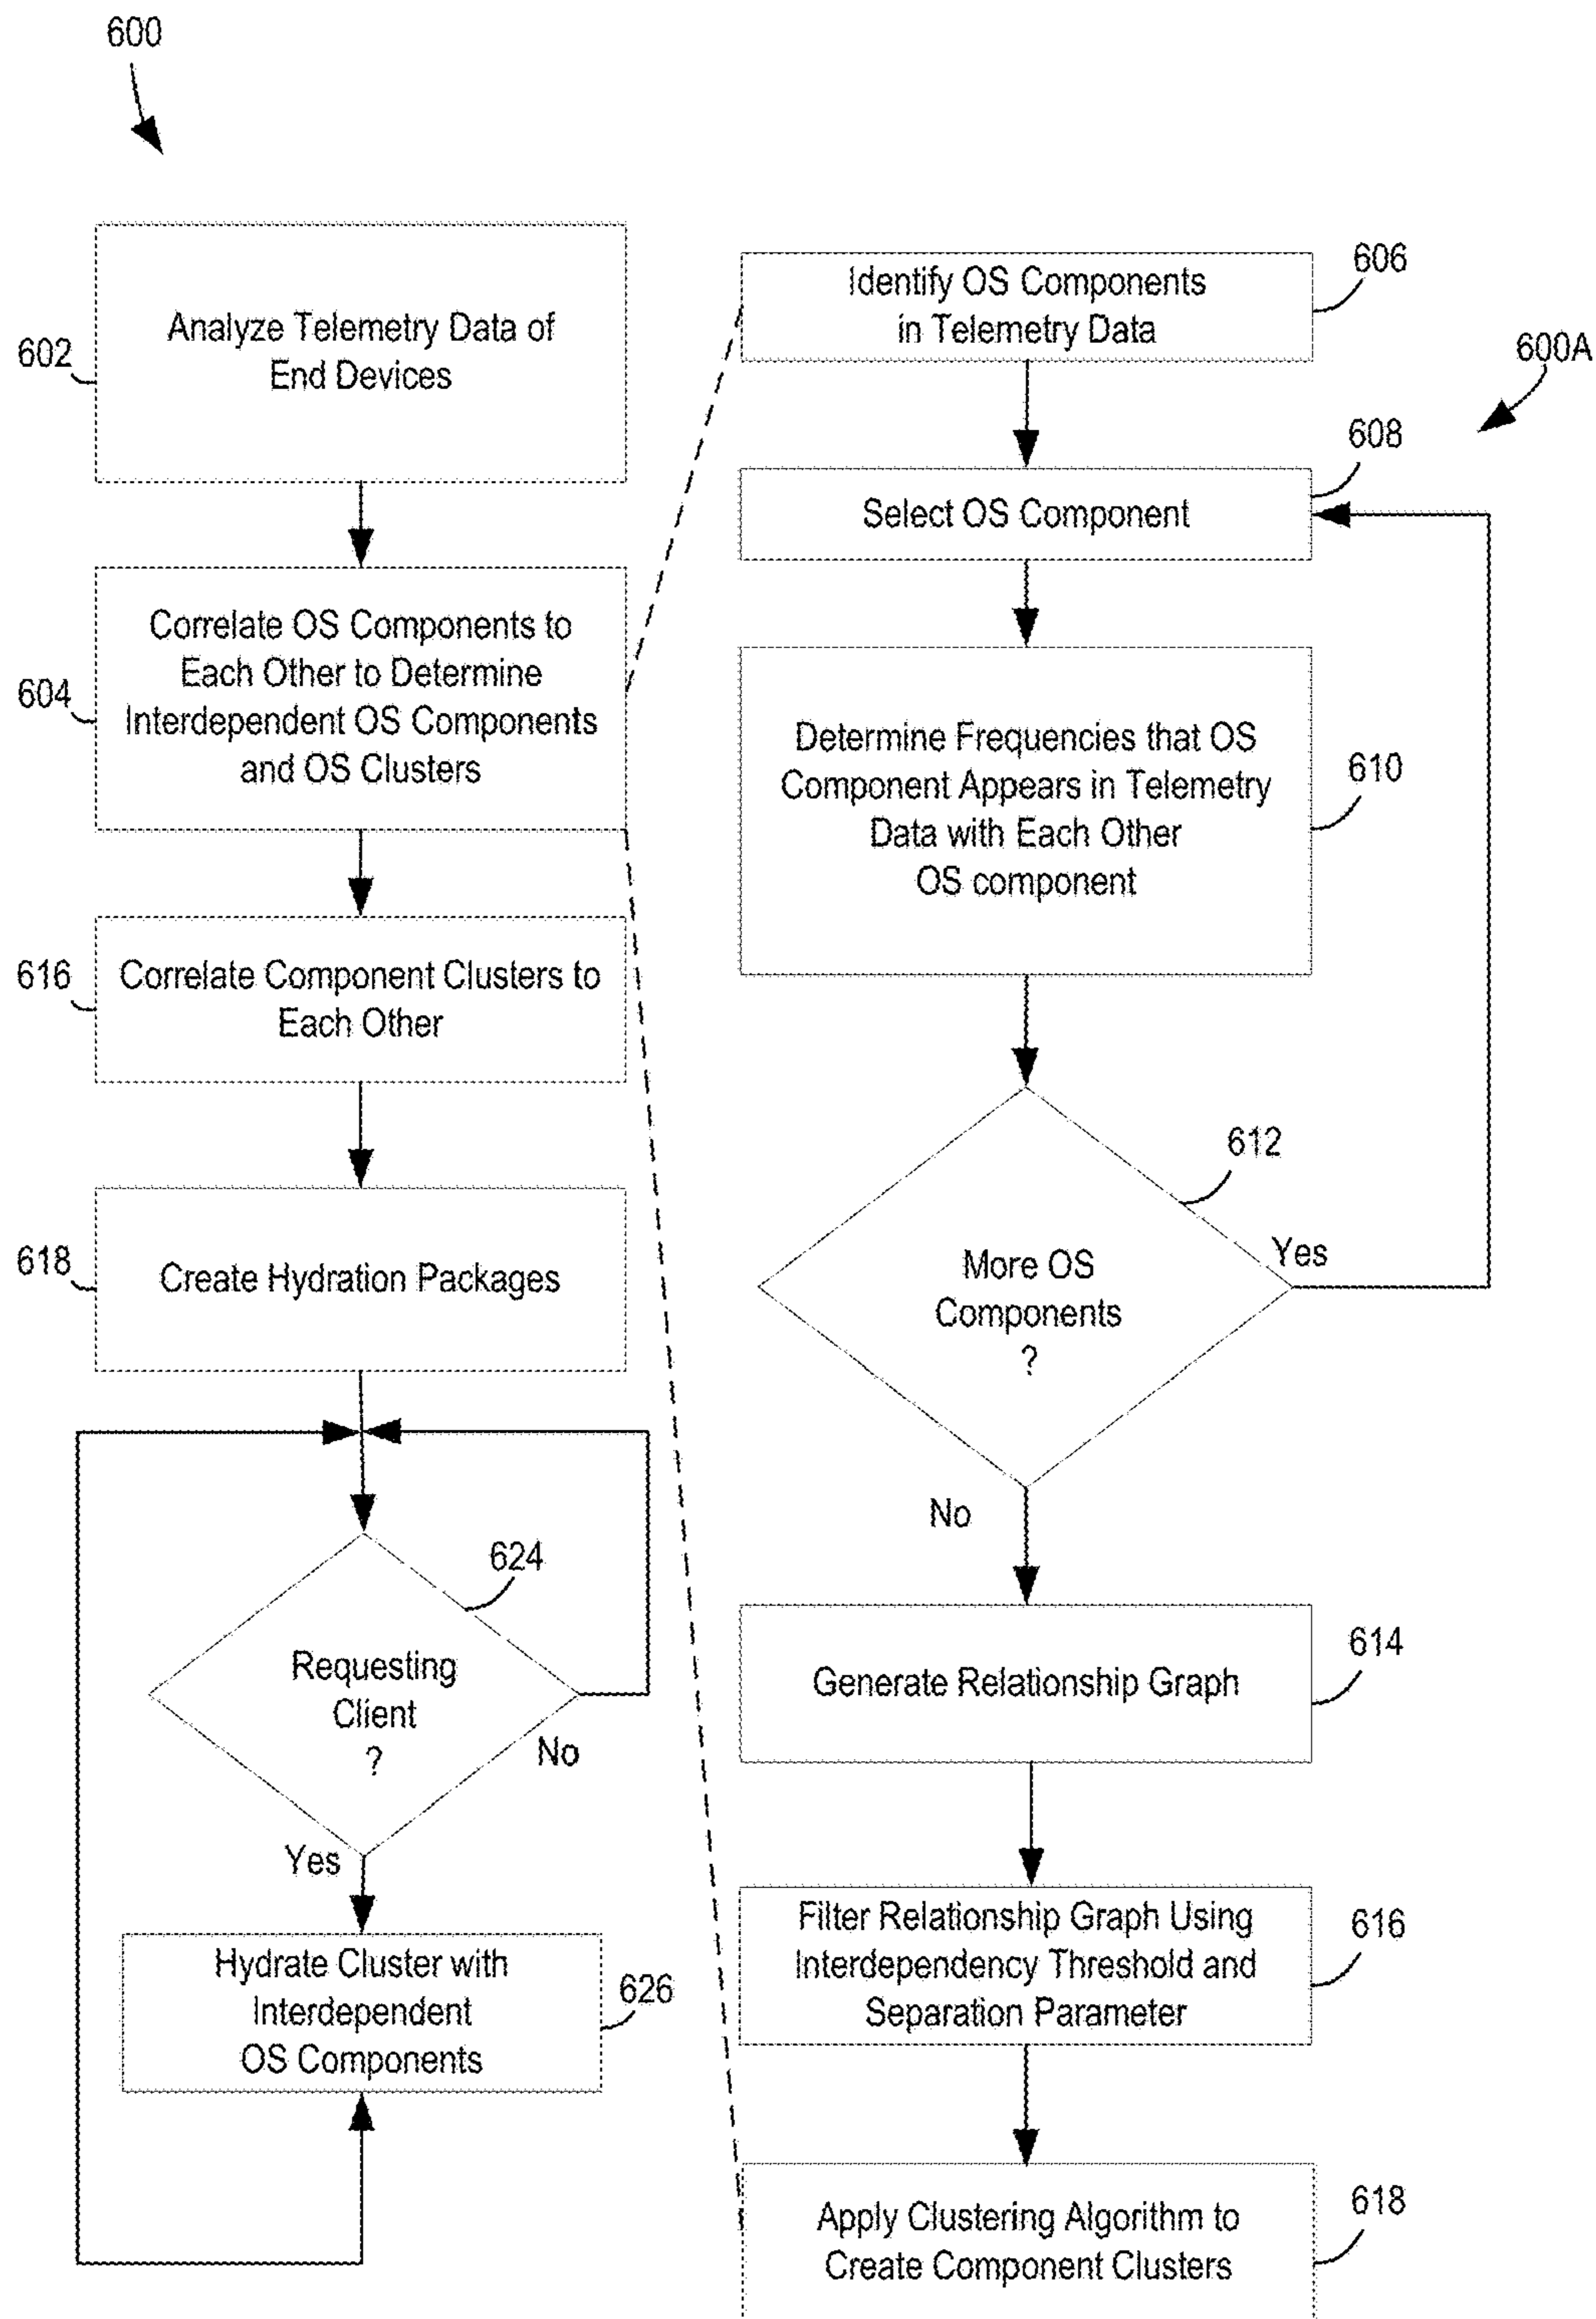 600
602
Analyze Telemetry Data of
End Devices
604
Correlate OS Components to
Each Other to Determine
Interdependent OS Components
and OS Clusters
616
Correlate Component Clusters to
Each Other
618
Create Hydration Packages
624
Requesting
Client
?
No
Yes
Hydrate Cluster with
Interdependent
OS Components
626
600A
606
Identify OS Components
in Telemetry Data
608
Select OS Component
Determine Frequencies that OS
Component Appears in Telemetry
Data with Each Other
OS component
610
612
More OS
Components
?
Yes
No
Generate Relationship Graph
614
Filter Relationship Graph Using
Interdependency Threshold and
Separation Parameter
616
Apply Clustering Algorithm to
Create Component Clusters
618